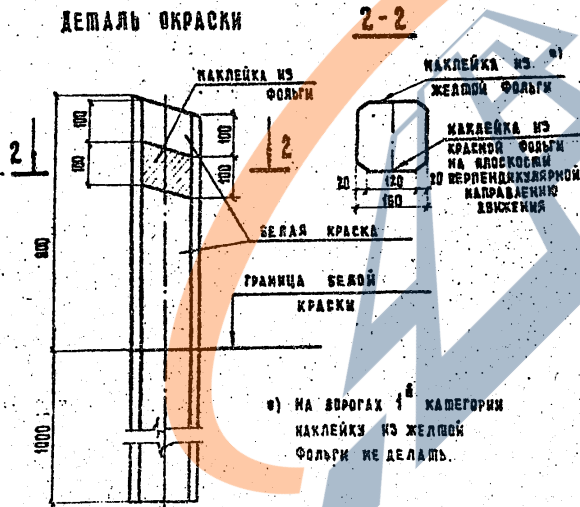 ДЕТАЛЬ ОКРАСКИ
2-2
НАКЛЕЙКА ИЗ
ФОЛЬГИ
НАКЛЕЙКА ИЗ *)
ЖЕЛТОЙ ФОЛЬГИ
100
100
100
100
2
2
НАКЛЕЙКА ИЗ
КРАСНОЙ ФОЛЬГИ
НА ПЛОСКОСТИ
ПЕРПЕНДИКУЛЯРНОЙ
НАПРАВЛЕНИЮ
ДВИЖЕНИЯ
20 120 20
160
БЕЛАЯ КРАСКА
800
ГРАНИЦА БЕЛОЙ
КРАСКИ
1000
*) НА ДОРОГАХ 1й КАТЕГОРИИ
НАКЛЕЙКУ ИЗ ЖЕЛТОЙ
ФОЛЬГИ НЕ ДЕЛАТЬ.